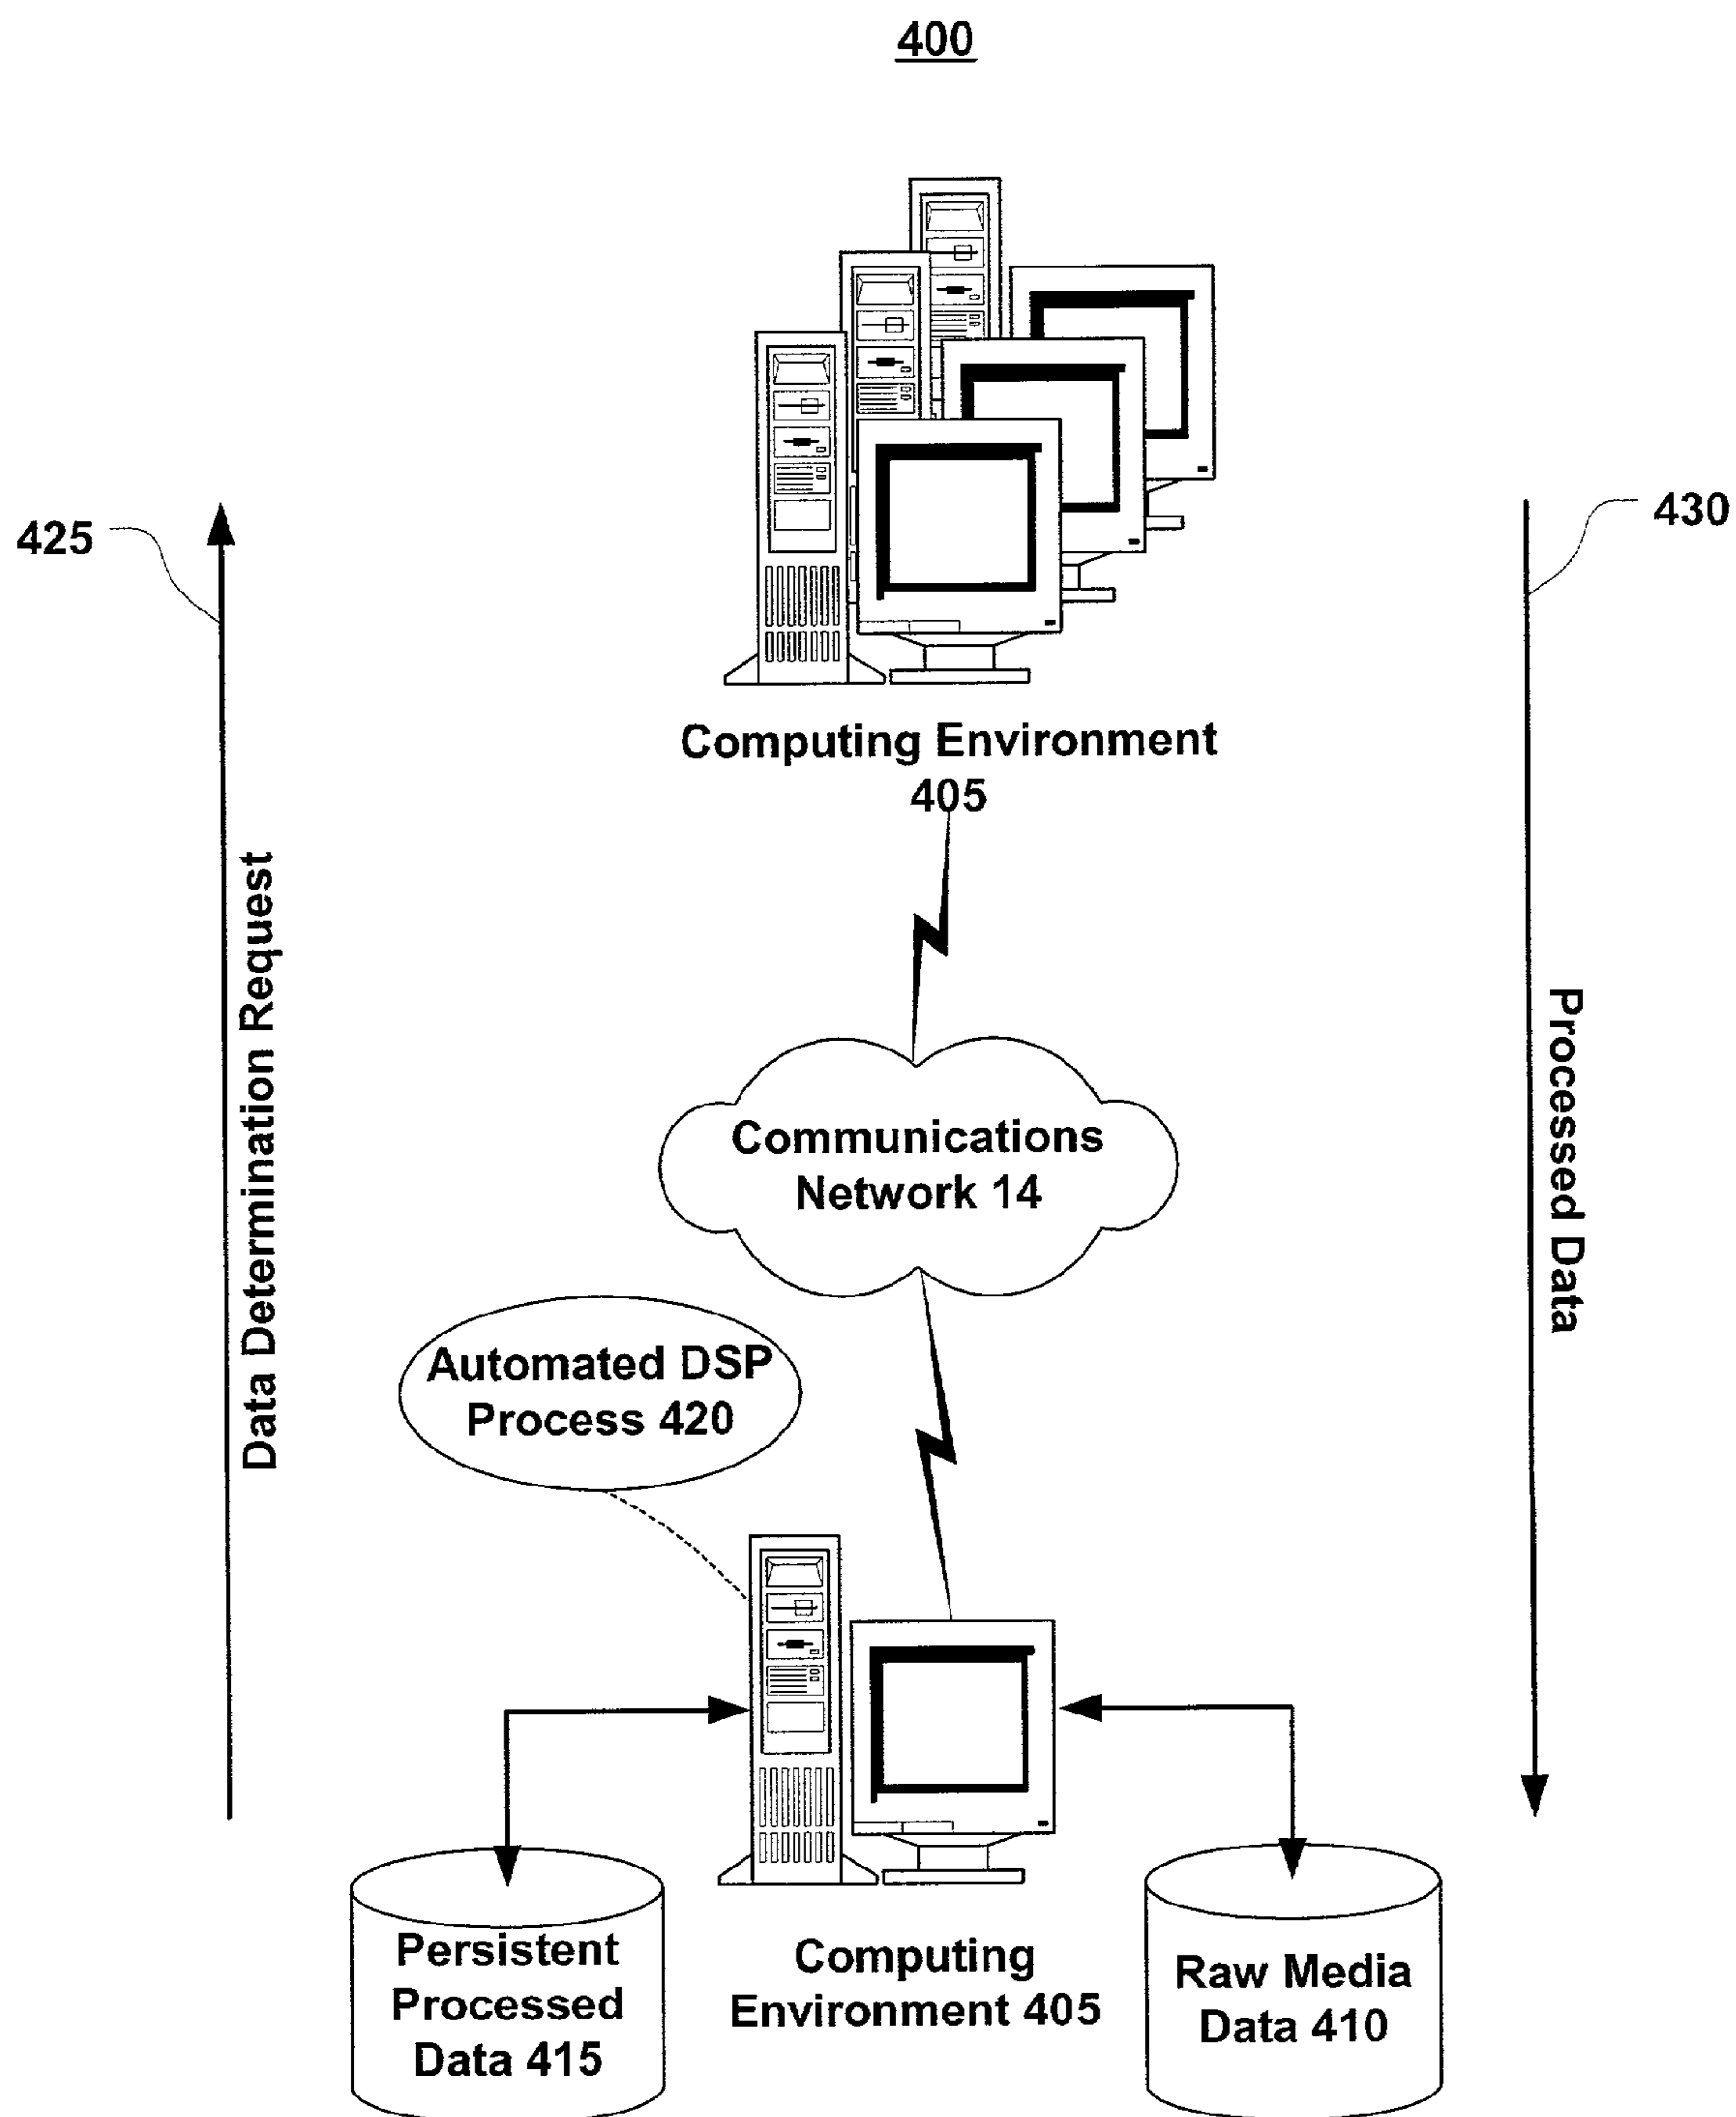 400
425
430
Computing Environment
405
Data Determination Request
Processed Data
Communications
Network 14
Automated DSP
Process 420
Persistent
Processed
Data 415
Computing
Environment 405
Raw Media
Data 410